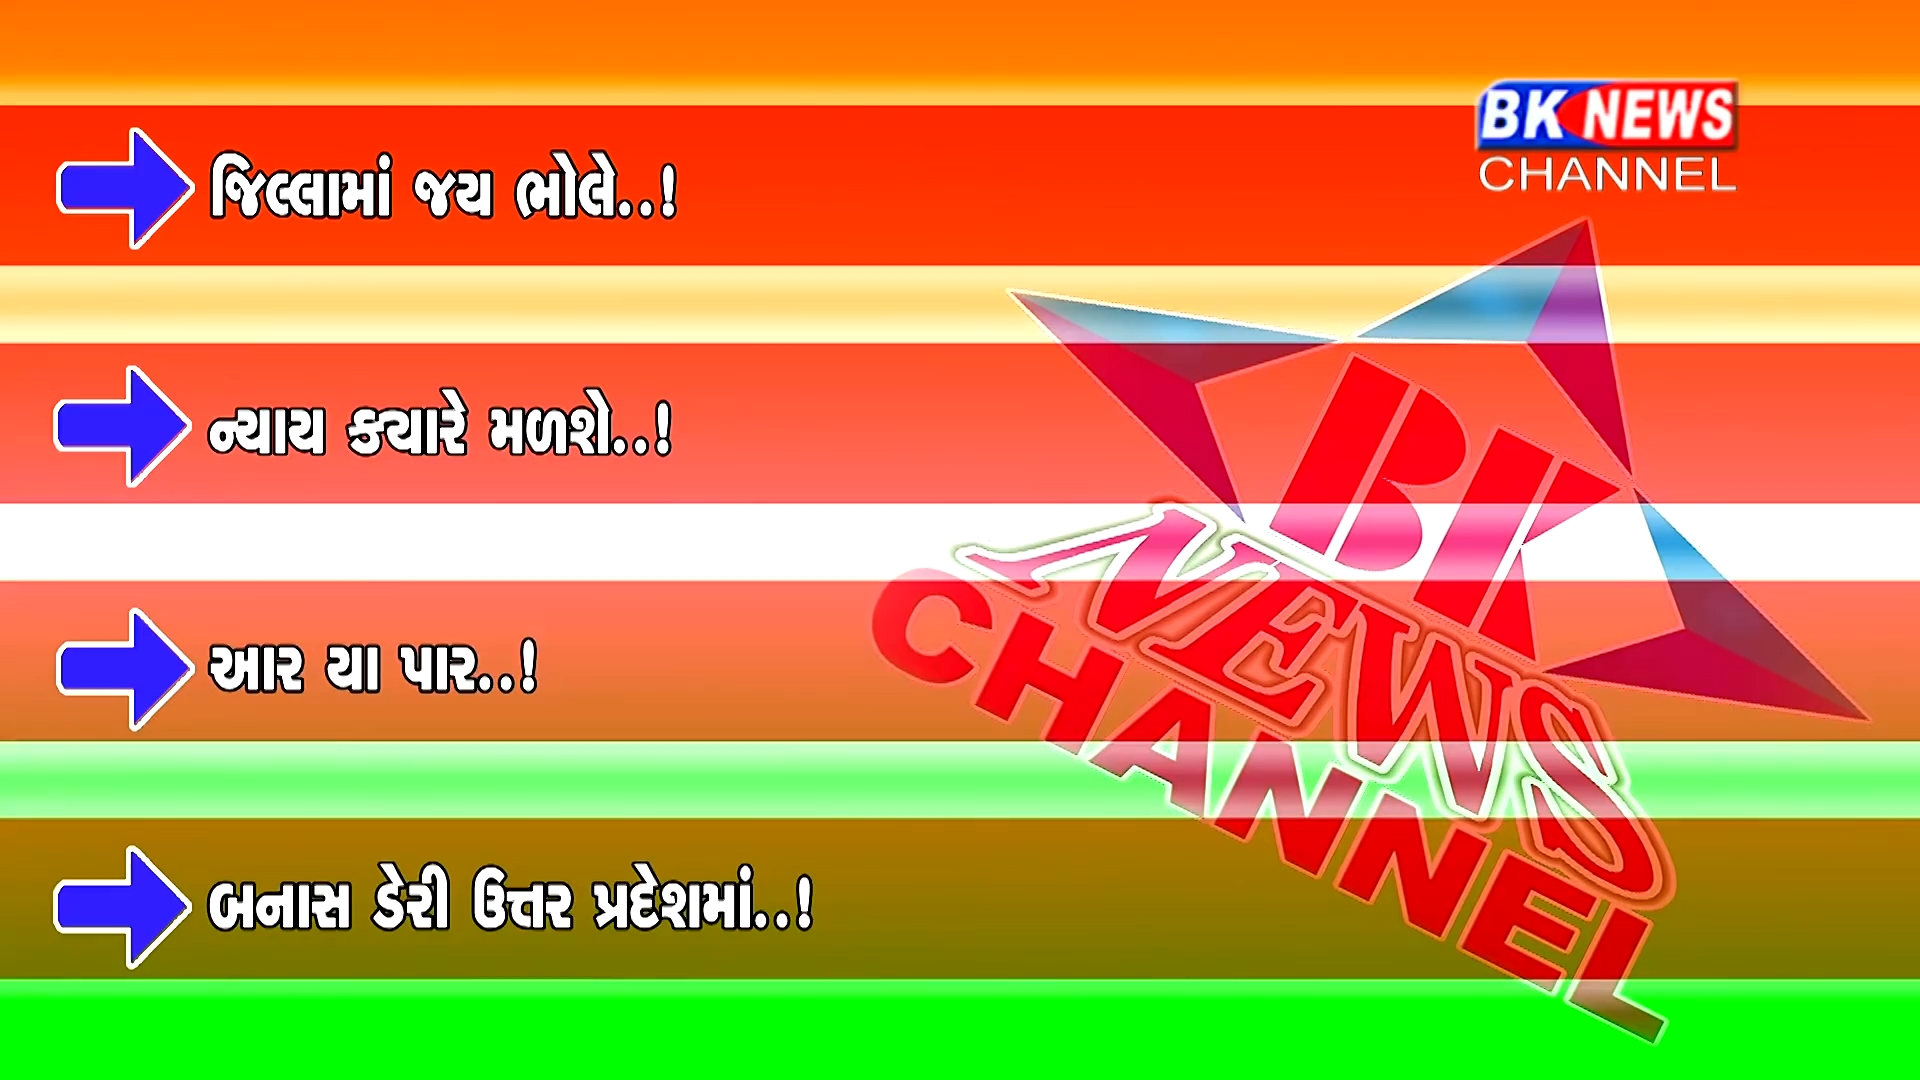 BK NEWS
CHANNEL
જિલ્લામાં જય ભોલે..!
ન્યાય ક્યારે મળશે..!
આર યા પાર..!
બનાસ ડેરી ઉત્તર પ્રદેશમાં..!
BK
NEWS
CHANNEL